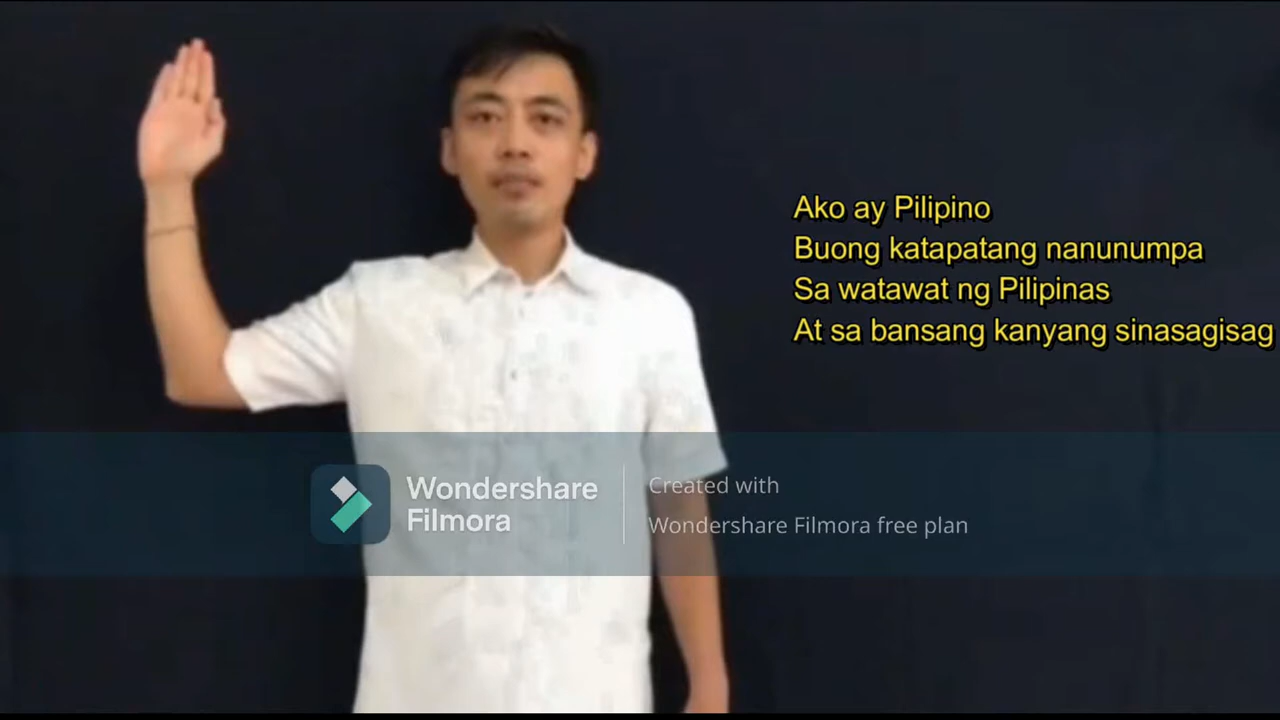 Ako ay Pilipino
Buong katapatang nanunumpa
Sa watawat ng Pilipinas
At sa bansang kanyang sinasagisag
Wondershare
Filmora
Created with
Wondershare Filmora free plan